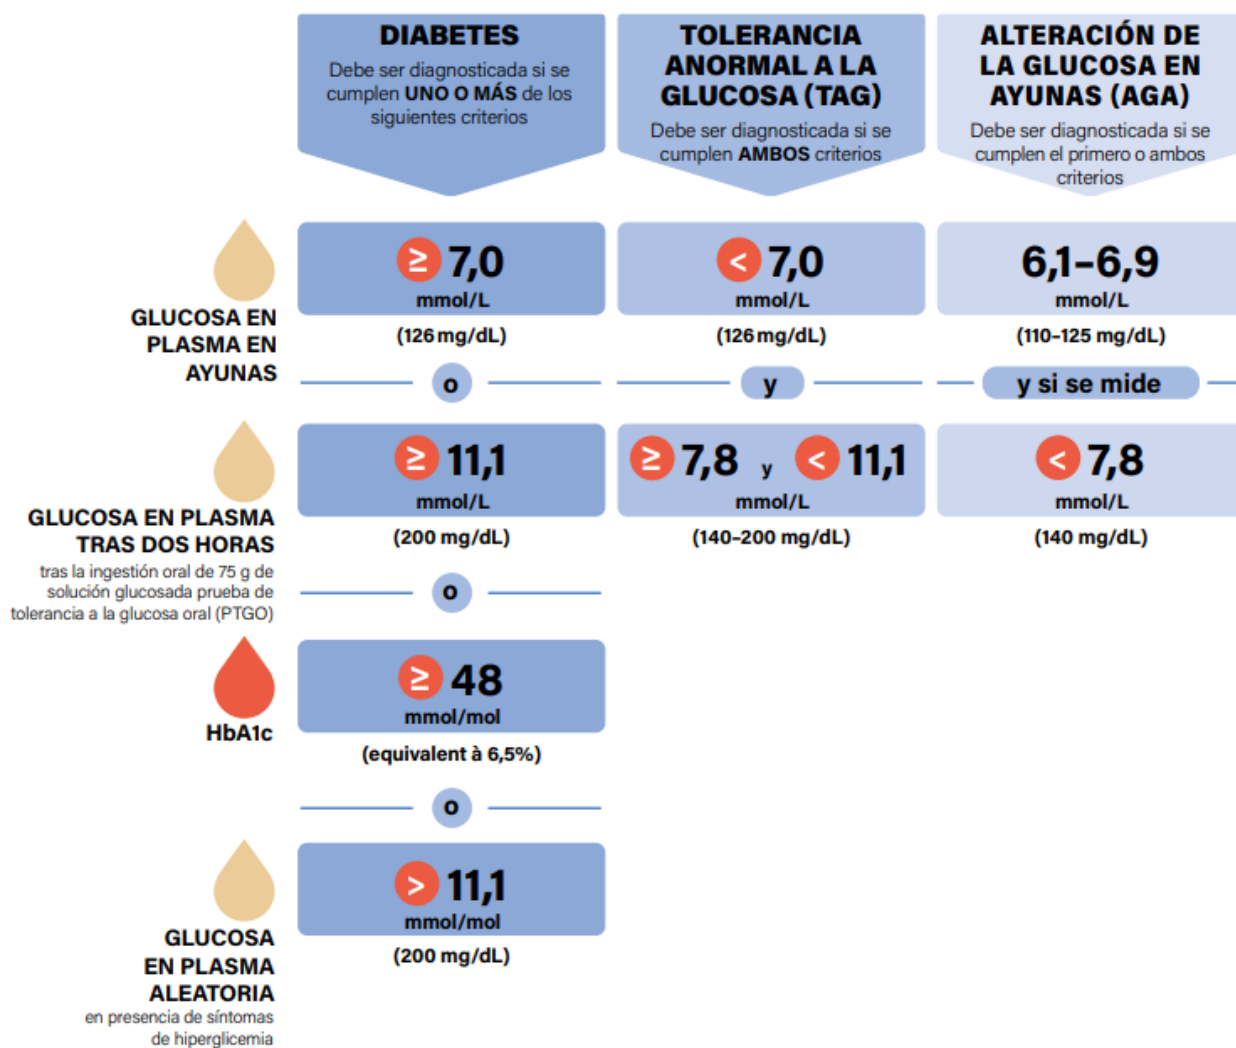 DIABETES
Debe ser diagnosticada si se
cumplen UNO O MÁS de los
siguientes criterios
TOLERANCIA
ANORMAL A LA
GLUCOSA (TAG)
Debe ser diagnosticada si se
cumplen AMBOS criterios
ALTERACIÓN DE
LA GLUCOSA EN
AYUNAS (AGA)
Debe ser diagnosticada si se
cumplen el primero o ambos
criterios
GLUCOSA EN
PLASMA EN
AYUNAS
≥ 7,0
mmol/L
(126 mg/dL)
o
< 7,0
mmol/L
(126 mg/dL)
y
6,1–6,9
mmol/L
(110–125 mg/dL)
y si se mide
GLUCOSA EN PLASMA
TRAS DOS HORAS
tras la ingestión oral de 75 g de
solución glucosada prueba de
tolerancia a la glucosa oral (PTGO)
≥ 11,1
mmol/L
(200 mg/dL)
o
≥ 7,8 y < 11,1
mmol/L
(140–200 mg/dL)
< 7,8
mmol/L
(140 mg/dL)
HbA1c
≥ 48
mmol/mol
(equivalent à 6,5%)
o
GLUCOSA
EN PLASMA
ALEATORIA
en presencia de síntomas
de hiperglicemia
> 11,1
mmol/mol
(200 mg/dL)